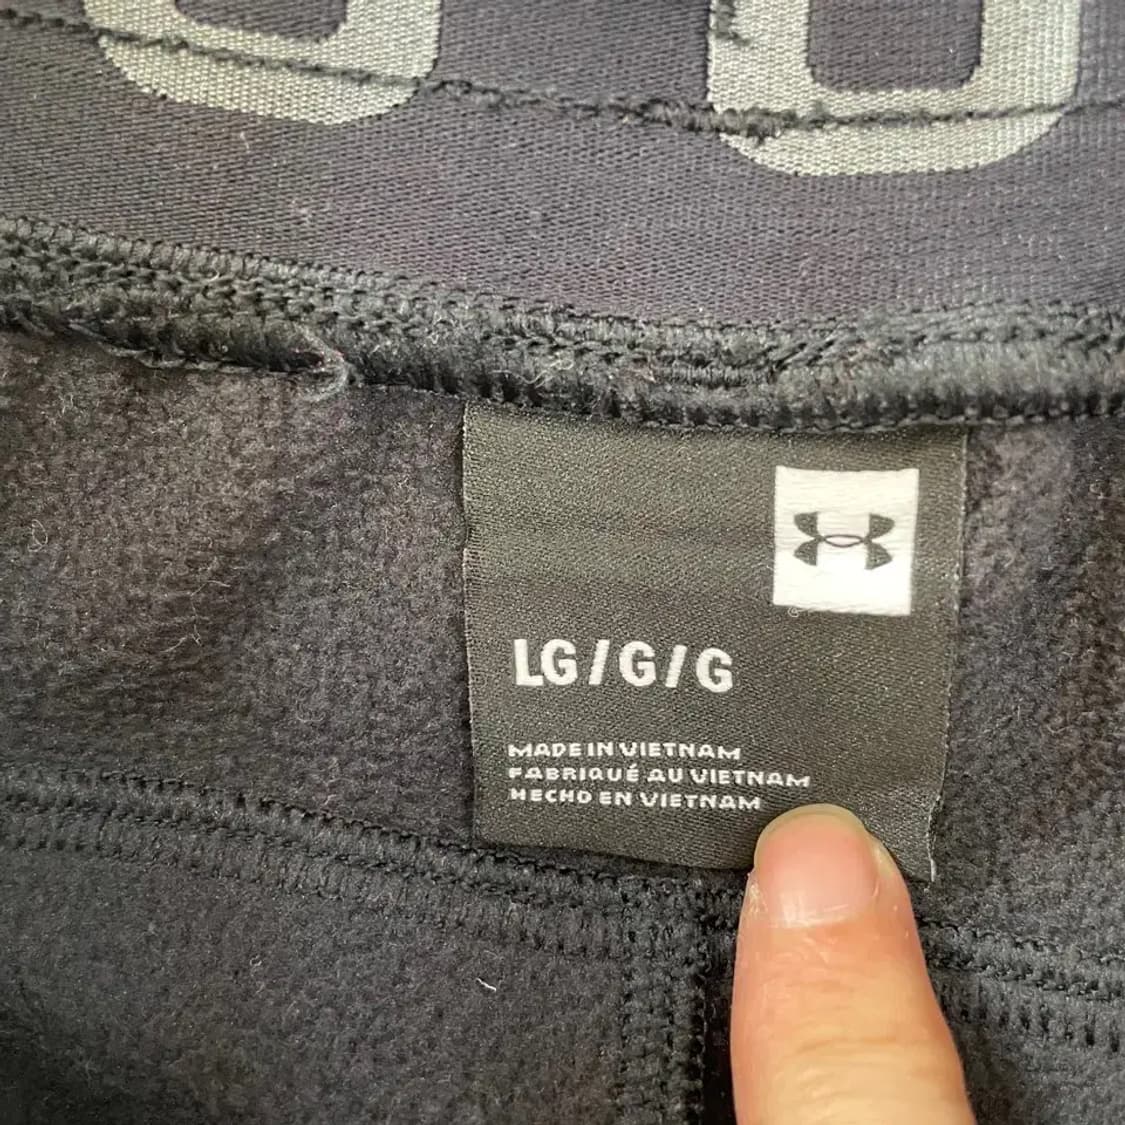 LG/G/G
MADE IN VIETNAM
FABRIQUÉ AU VIETNAM
HECHO EN VIETNAM